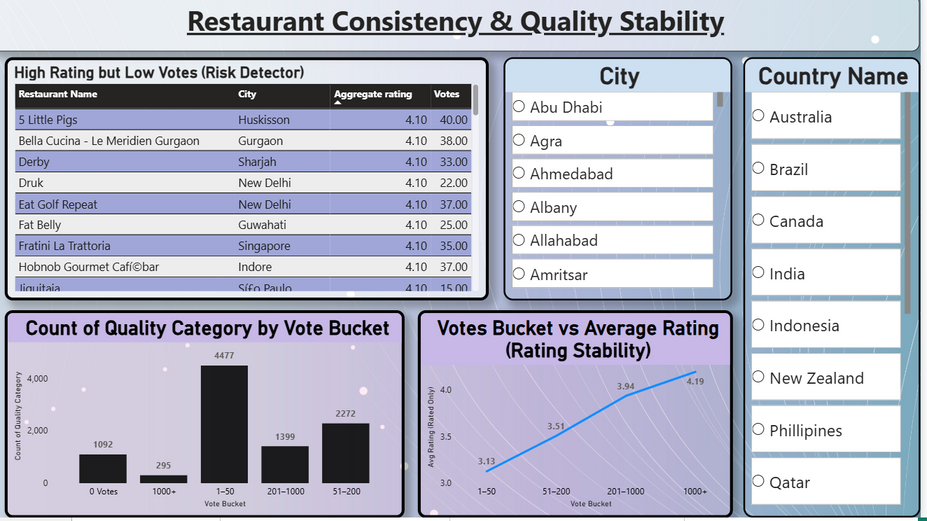 Restaurant Consistency & Quality Stability
High Rating but Low Votes (Risk Detector)
Restaurant Name City Aggregate rating Votes
5 Little Pigs Huskisson 4.10 40.00
Bella Cucina - Le Meridien Gurgaon Gurgaon 4.10 38.00
Derby Sharjah 4.10 33.00
Druk New Delhi 4.10 22.00
Eat Golf Repeat New Delhi 4.10 37.00
Fat Belly Guwahati 4.10 25.00
Fratini La Trattoria Singapore 4.10 35.00
Hobnob Gourmet Caf́©bar Indore 4.10 37.00
Jiquitaia Paulo 4.10 15.00
City
Abu Dhabi
Agra
Ahmedabad
Albany
Allahabad
Amritsar
Country Name
Australia
Brazil
Canada
India
Indonesia
New Zealand
Phillipines
Qatar
Count of Quality Category by Vote Bucket
Count of Quality Category
4,000
2,000
0
1092
295
4477
1399
2272
0 Votes 1000+ 1–50 201–1000 51–200
Vote Bucket
Votes Bucket vs Average Rating
(Rating Stability)
Avg Rating (Rated Only)
4.0
3.5
3.0
3.13
3.51
3.94
4.19
1–50 51–200 201–1000 1000+
Vote Bucket